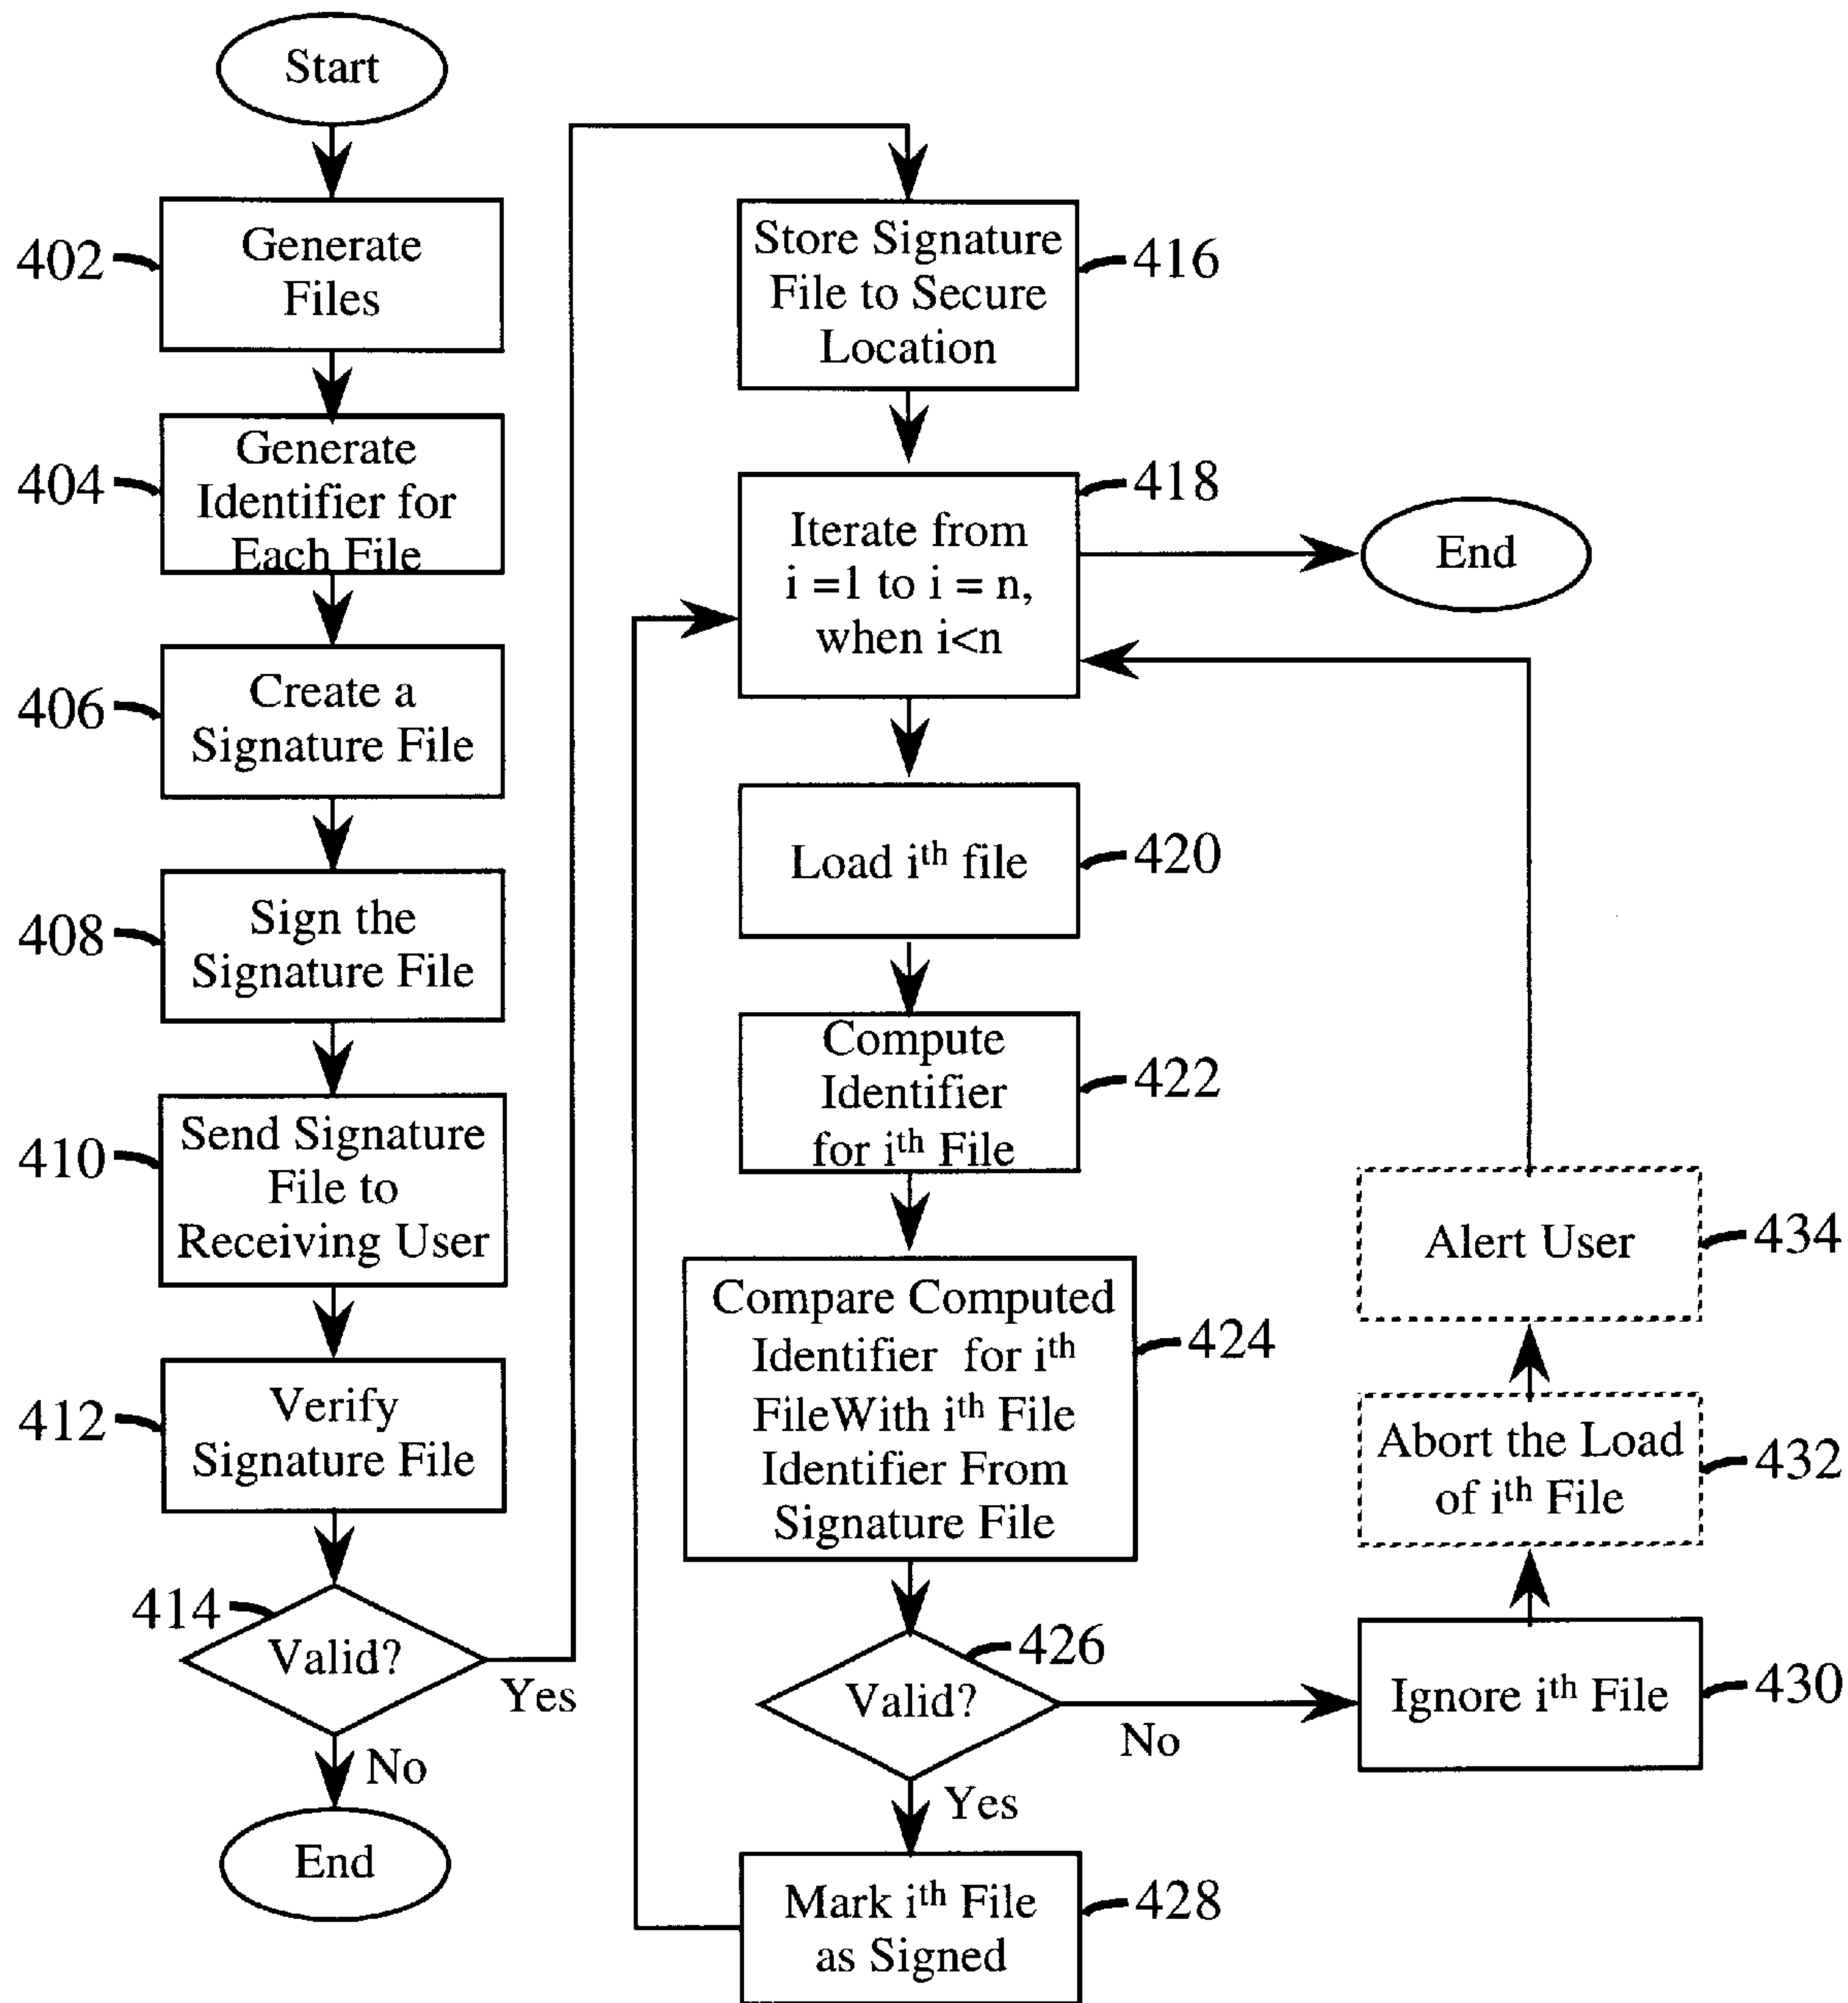 Start
402
Generate
Files
404
Generate
Identifier for
Each File
406
Create a
Signature File
408
Sign the
Signature File
410
Send Signature
File to
Receiving User
412
Verify
Signature File
414
Valid?
Yes
No
End
Store Signature
File to Secure
Location
416
418
Iterate from
i =1 to i = n,
when i<n
End
Load ith file
420
Compute
Identifier
for ith File
422
Compare Computed
Identifier for ith
FileWith ith File
Identifier From
Signature File
424
426
Valid?
No
Yes
Mark ith File
as Signed
428
Ignore ith File
430
Abort the Load
of ith File
432
Alert User
434